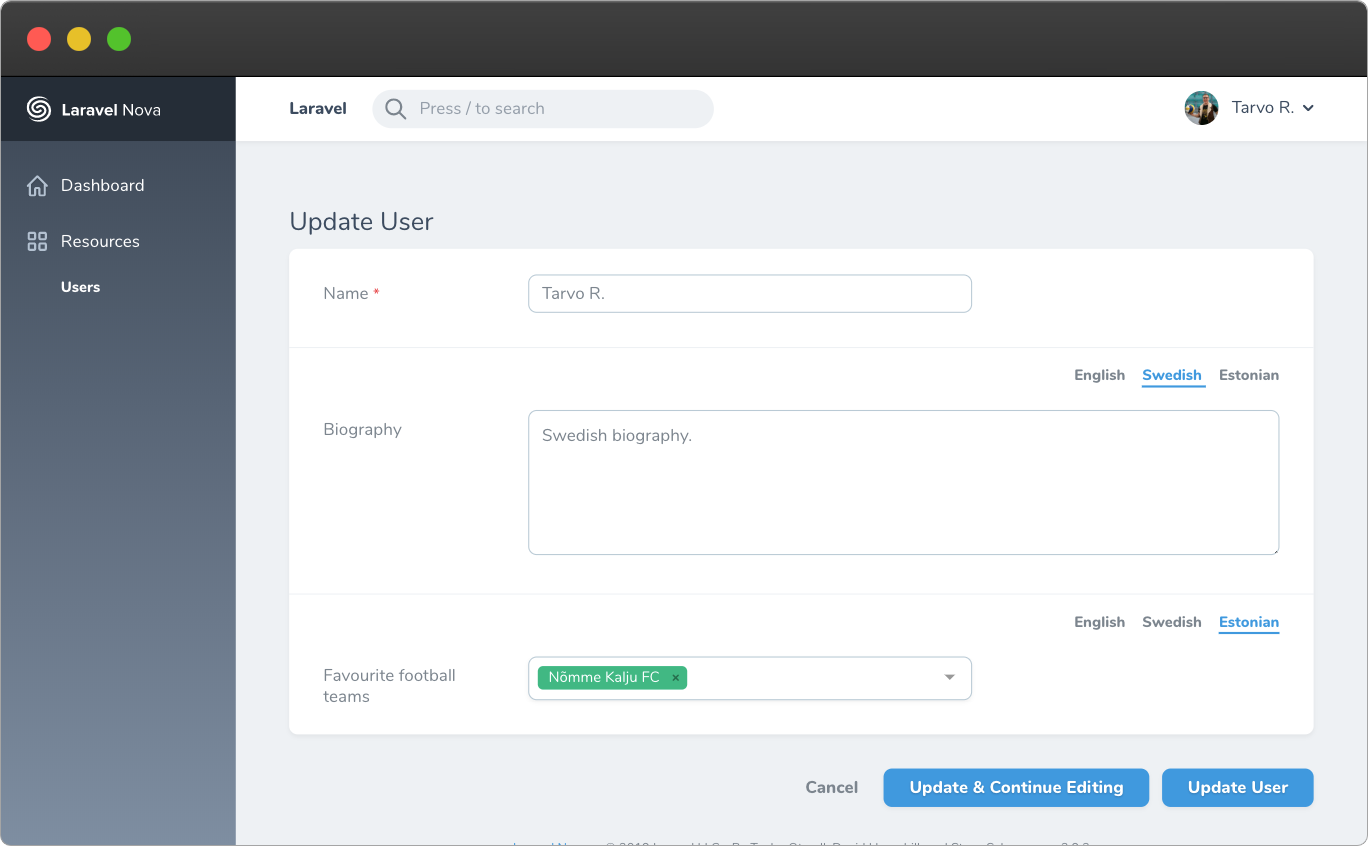 Laravel Nova
Laravel
Press / to search
Tarvo R.
Dashboard
Resources
Users
Update User
Name *
Tarvo R.
English Swedish Estonian
Biography
Swedish biography.
English Swedish Estonian
Favourite football
teams
Nõmme Kalju FC ×
Cancel
Update & Continue Editing
Update User